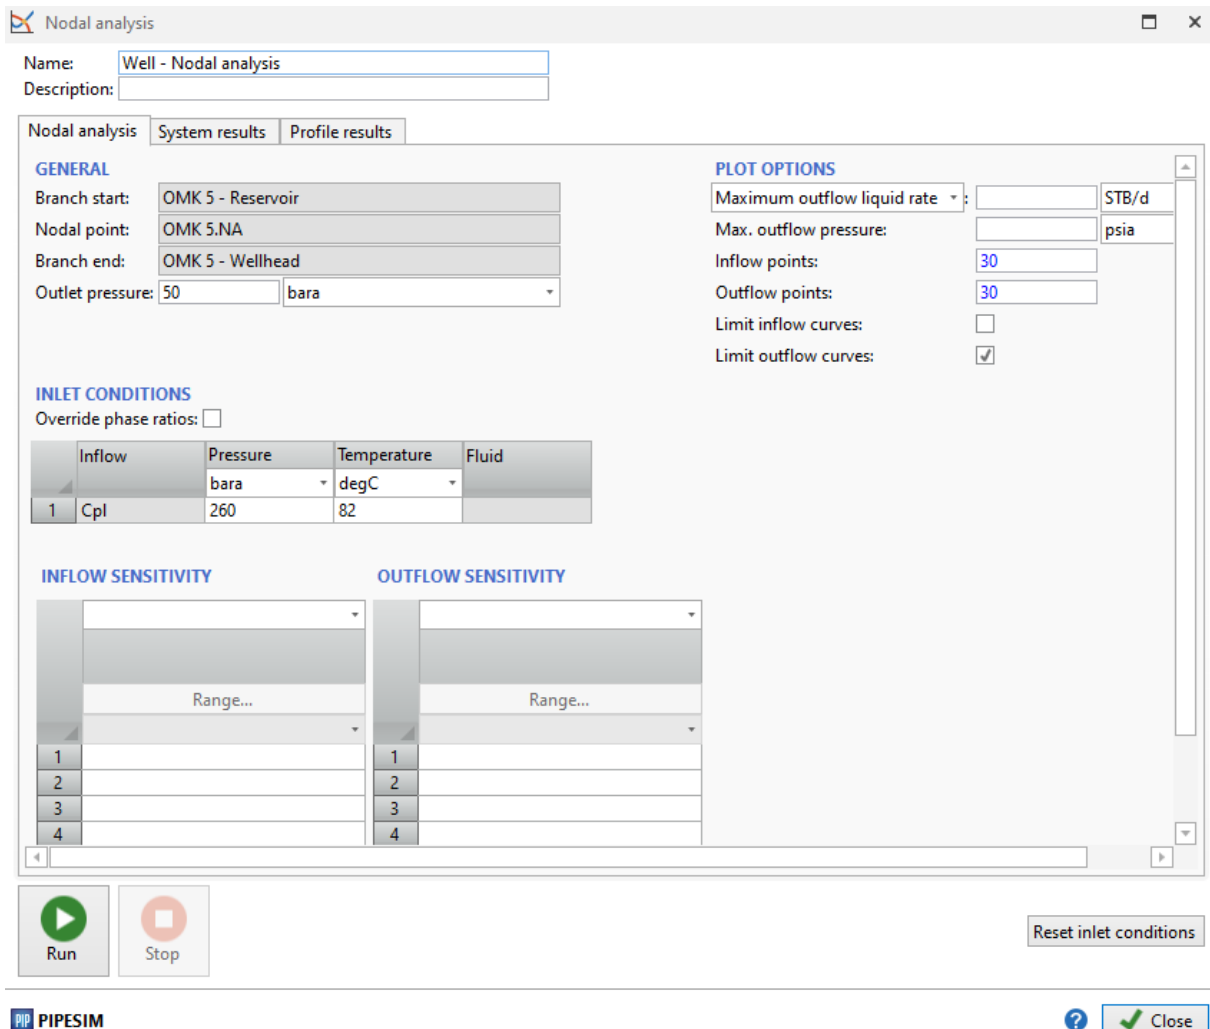 Nodal analysis
Name: Well - Nodal analysis
Description:
Nodal analysis System results Profile results
GENERAL
Branch start: OMK 5 - Reservoir
Nodal point: OMK 5.NA
Branch end: OMK 5 - Wellhead
Outlet pressure: 50 bara
PLOT OPTIONS
Maximum outflow liquid rate : STB/d
Max. outflow pressure: psia
Inflow points: 30
Outflow points: 30
Limit inflow curves:
Limit outflow curves:
INLET CONDITIONS
Override phase ratios:
Inflow Pressure Temperature Fluid
bara degC
1 Cpl 260 82
INFLOW SENSITIVITY OUTFLOW SENSITIVITY
Range... Range...
1 1
2 2
3 3
4 4
Run Stop
Reset inlet conditions
PIP PIPESIM
? Close